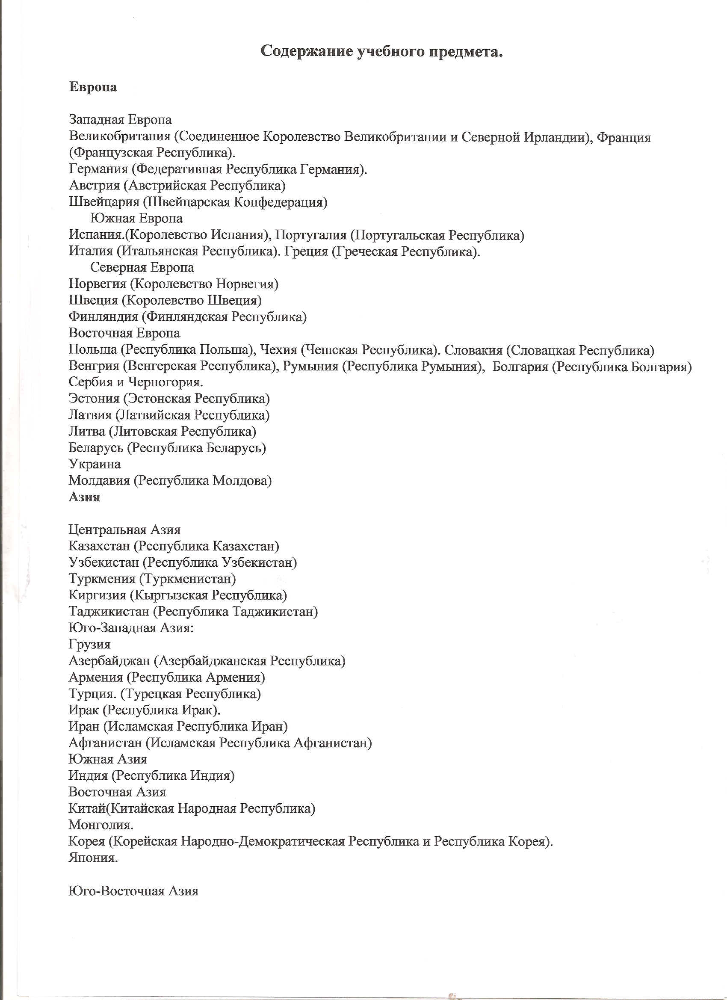 Содержание учебного предмета.
Европа
Западная Европа
Великобритания (Соединенное Королевство Великобритании и Северной Ирландии), Франция
(Французская Республика).
Германия (Федеративная Республика Германия).
Австрия (Австрийская Республика)
Швейцария (Швейцарская Конфедерация)
Южная Европа
Испания.(Королевство Испания), Португалия (Португальская Республика)
Италия (Итальянская Республика). Греция (Греческая Республика).
Северная Европа
Норвегия (Королевство Норвегия)
Швеция (Королевство Швеция)
Финляндия (Финляндская Республика)
Восточная Европа
Польша (Республика Польша), Чехия (Чешская Республика). Словакия (Словацкая Республика)
Венгрия (Венгерская Республика), Румыния (Республика Румыния),  Болгария (Республика Болгария)
Сербия и Черногория.
Эстония (Эстонская Республика)
Латвия (Латвийская Республика)
Литва (Литовская Республика)
Беларусь (Республика Беларусь)
Украина
Молдавия (Республика Молдова)
Азия
Центральная Азия
Казахстан (Республика Казахстан)
Узбекистан (Республика Узбекистан)
Туркмения (Туркменистан)
Киргизия (Кыргызская Республика)
Таджикистан (Республика Таджикистан)
Юго-Западная Азия:
Грузия
Азербайджан (Азербайджанская Республика)
Армения (Республика Армения)
Турция. (Турецкая Республика)
Ирак (Республика Ирак).
Иран (Исламская Республика Иран)
Афганистан (Исламская Республика Афганистан)
Южная Азия
Индия (Республика Индия)
Восточная Азия
Китай(Китайская Народная Республика)
Монголия.
Корея (Корейская Народно-Демократическая Республика и Республика Корея).
Япония.
Юго-Восточная Азия